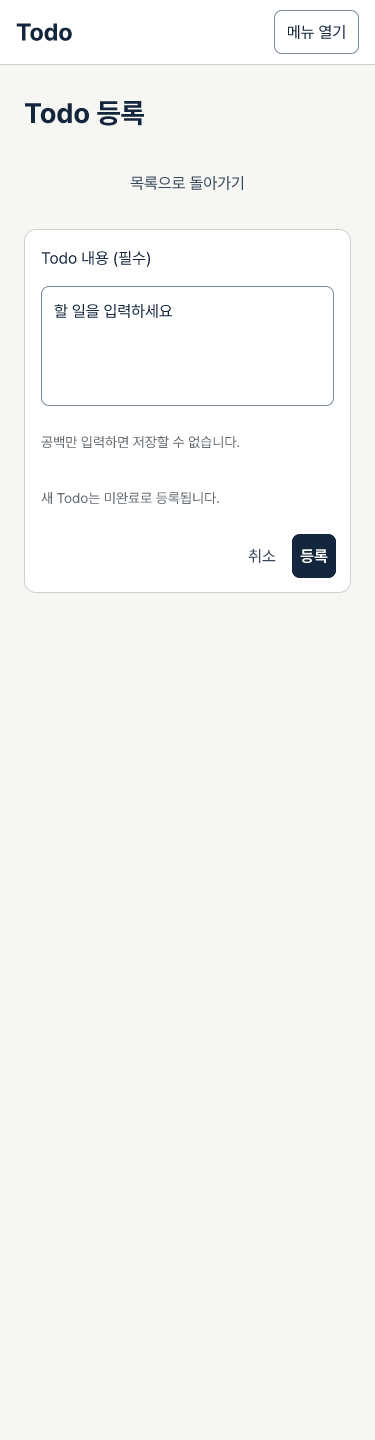 Todo
메뉴 열기
Todo 등록
목록으로 돌아가기
Todo 내용 (필수)
할 일을 입력하세요
공백만 입력하면 저장할 수 없습니다.
새 Todo는 미완료로 등록됩니다.
취소
등록